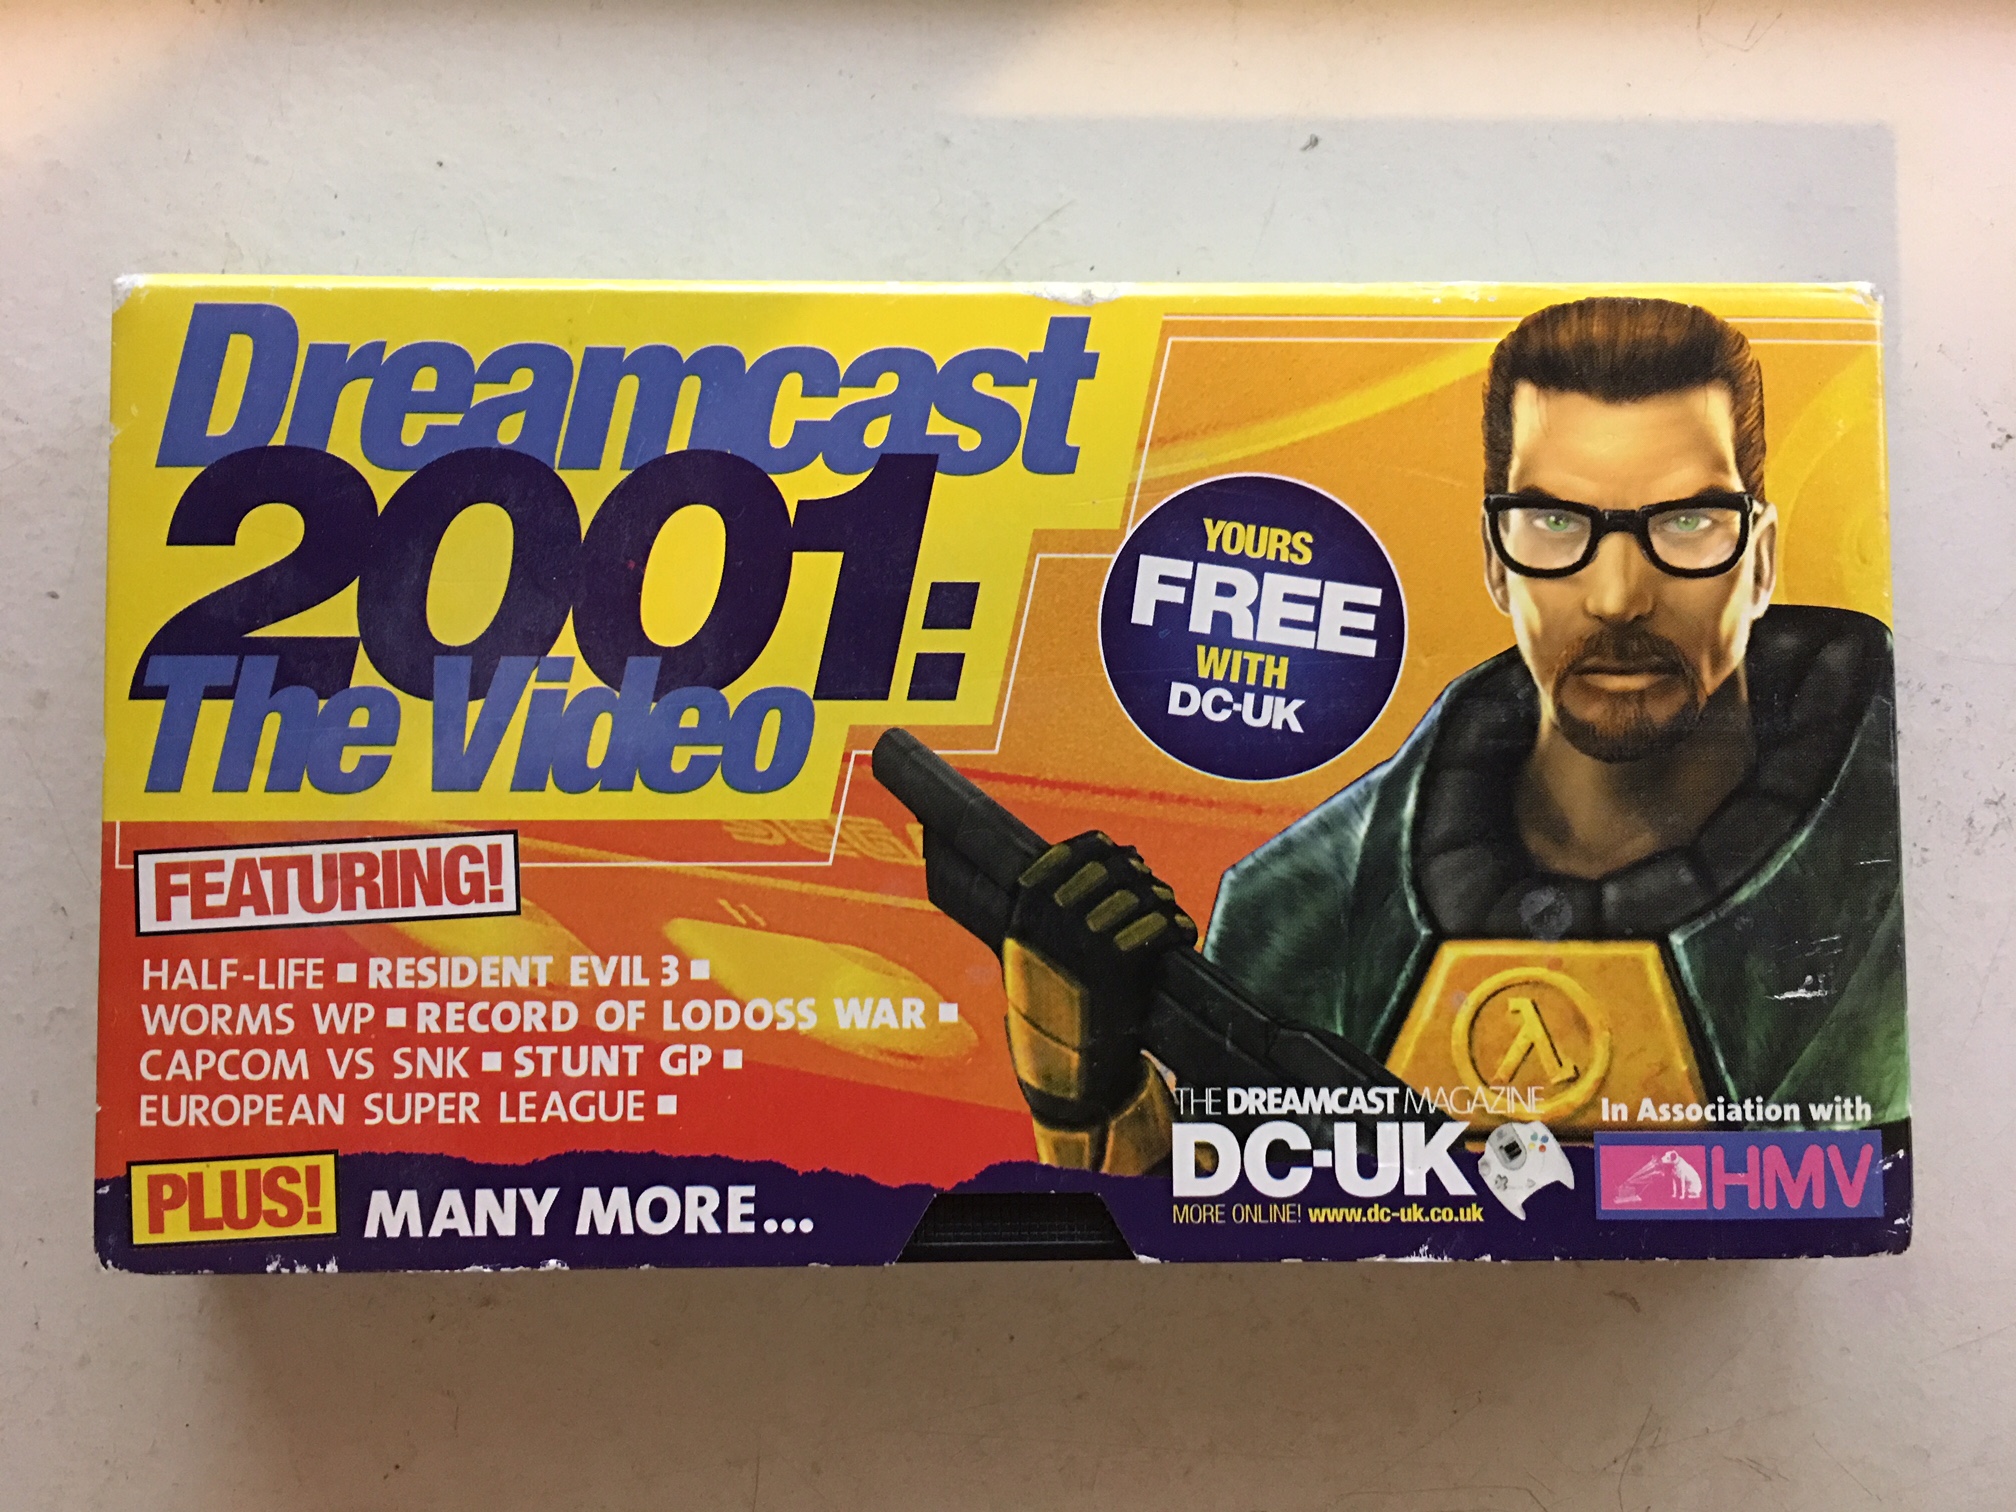 Dreamcast
2001:
The Video
YOURS
FREE
WITH
DC-UK
FEATURING!
HALF-LIFE ■ RESIDENT EVIL 3 ■
WORMS WP ■ RECORD OF LODOSS WAR ■
CAPCOM VS SNK ■ STUNT GP ■
EUROPEAN SUPER LEAGUE ■
PLUS! MANY MORE...
THE DREAMCAST MAGAZINE
DC-UK
MORE ONLINE! www.dc-uk.co.uk
In Association with
HMV
SEGA
λ